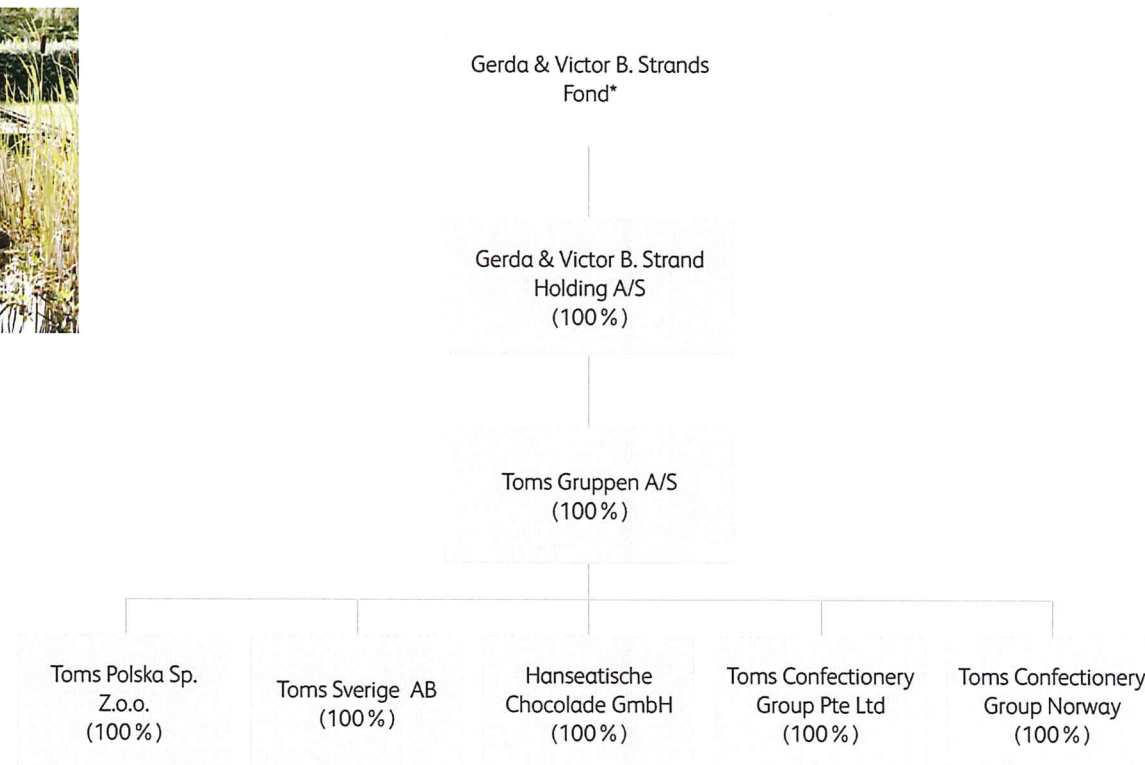 Gerda & Victor B. Strands
Fond*
Gerda & Victor B. Strand
Holding A/S
(100 %)
Toms Gruppen A/S
(100 %)
Toms Polska Sp.
Z.o.o.
(100 %)
Toms Sverige AB
(100 %)
Hanseatische
Chocolade GmbH
(100 %)
Toms Confectionery
Group Pte Ltd
(100 %)
Toms Confectionery
Group Norway
(100 %)